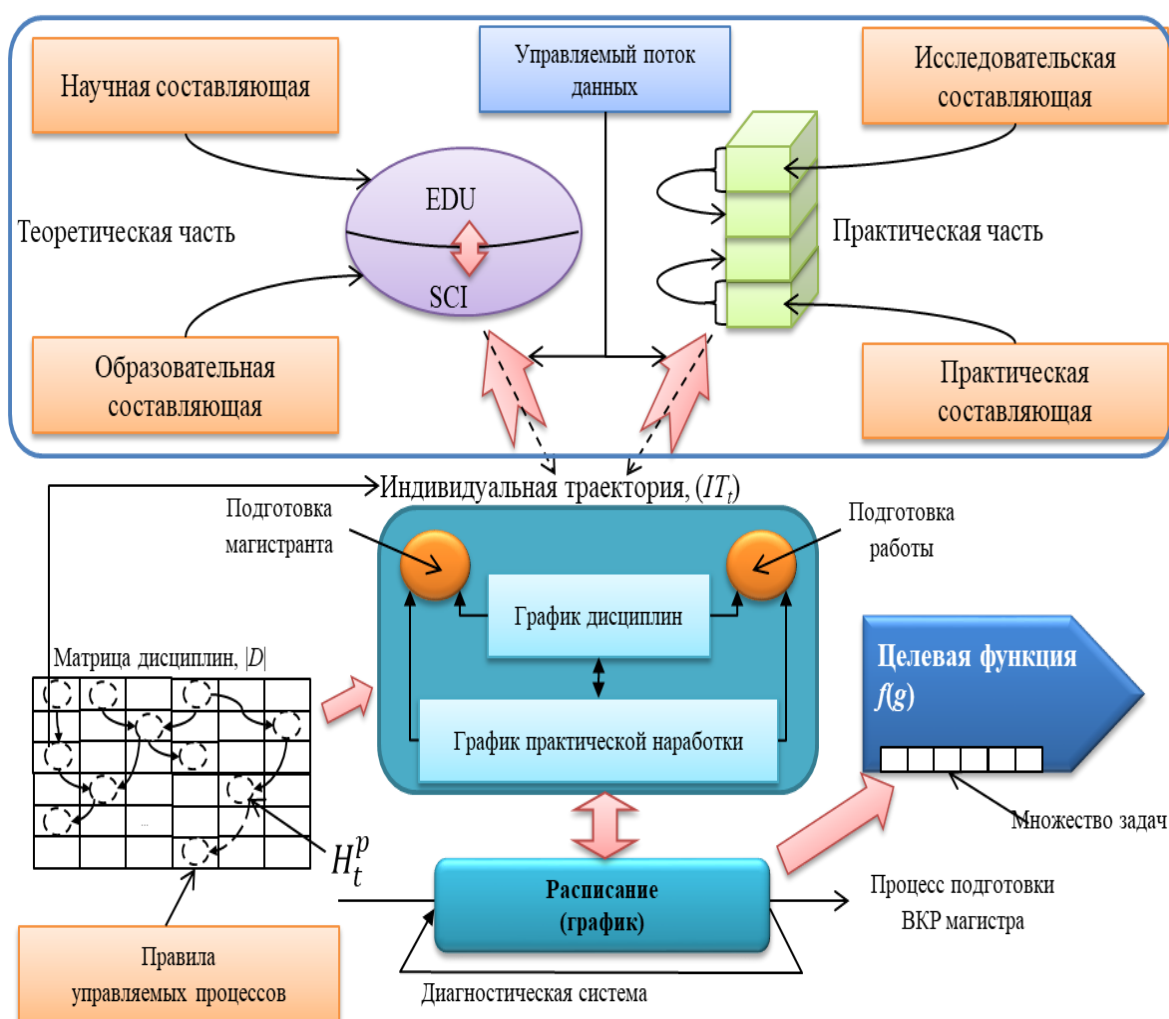 Научная составляющая
Управляемый поток
данных
Исследовательская
составляющая
EDU
SCI
Теоретическая часть
Практическая часть
Образовательная
составляющая
Практическая
составляющая
Индивидуальная траектория, (ITt)
Подготовка
магистранта
Подготовка
работы
График дисциплин
График практической наработки
Матрица дисциплин, |D|
...
Целевая функция
f(g)
Множество задач
H_t^p
Расписание
(график)
Процесс подготовки
ВКР магистра
Диагностическая система
Правила
управляемых процессов